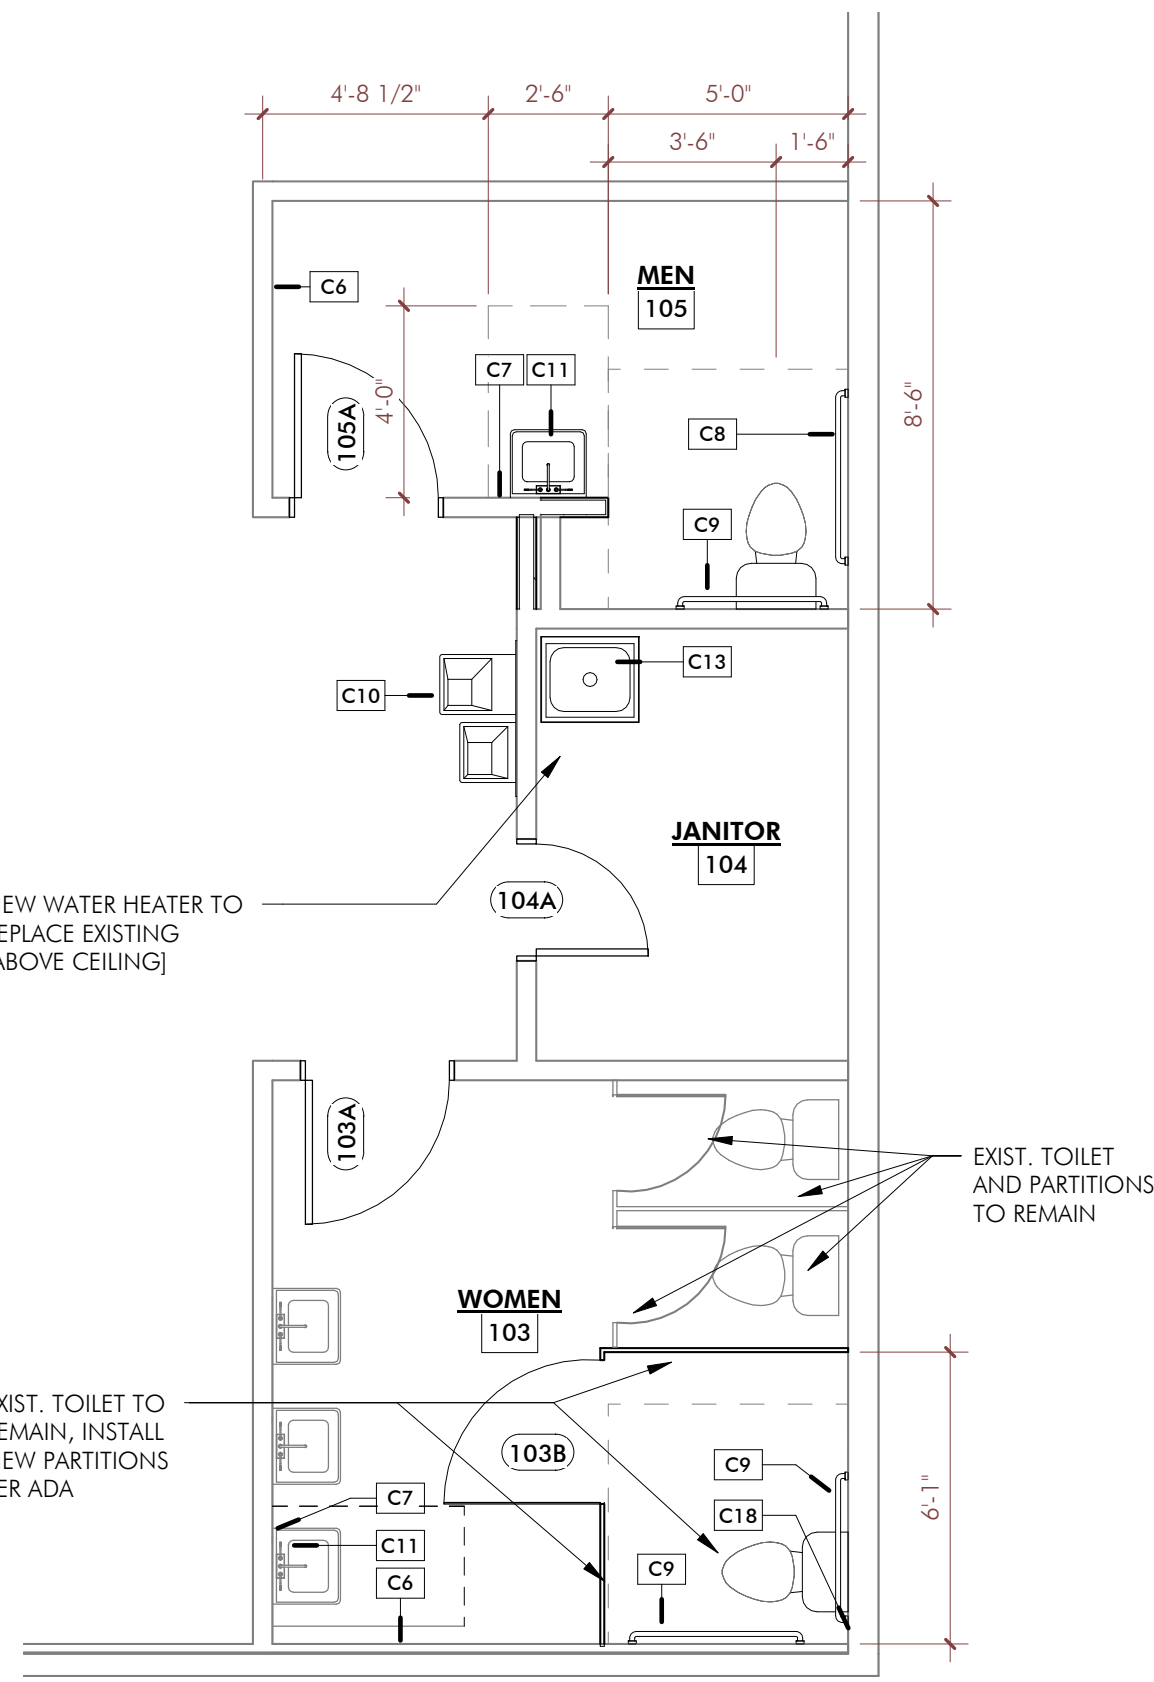 4'-8 1/2" 2'-6" 5'-0"
3'-6" 1'-6"
C6
MEN
105
C7 C11
4'-0"
105A
8'-6"
C8
C9
C13
C10
JANITOR
104
104A
EW WATER HEATER TO
EPLACE EXISTING
ABOVE CEILING]
103A
EXIST. TOILET
AND PARTITIONS
TO REMAIN
WOMEN
103
XIST. TOILET TO
EMAIN, INSTALL
EW PARTITIONS
ER ADA
103B
C9
6'-1"
C7
C18
C11
C9
C6